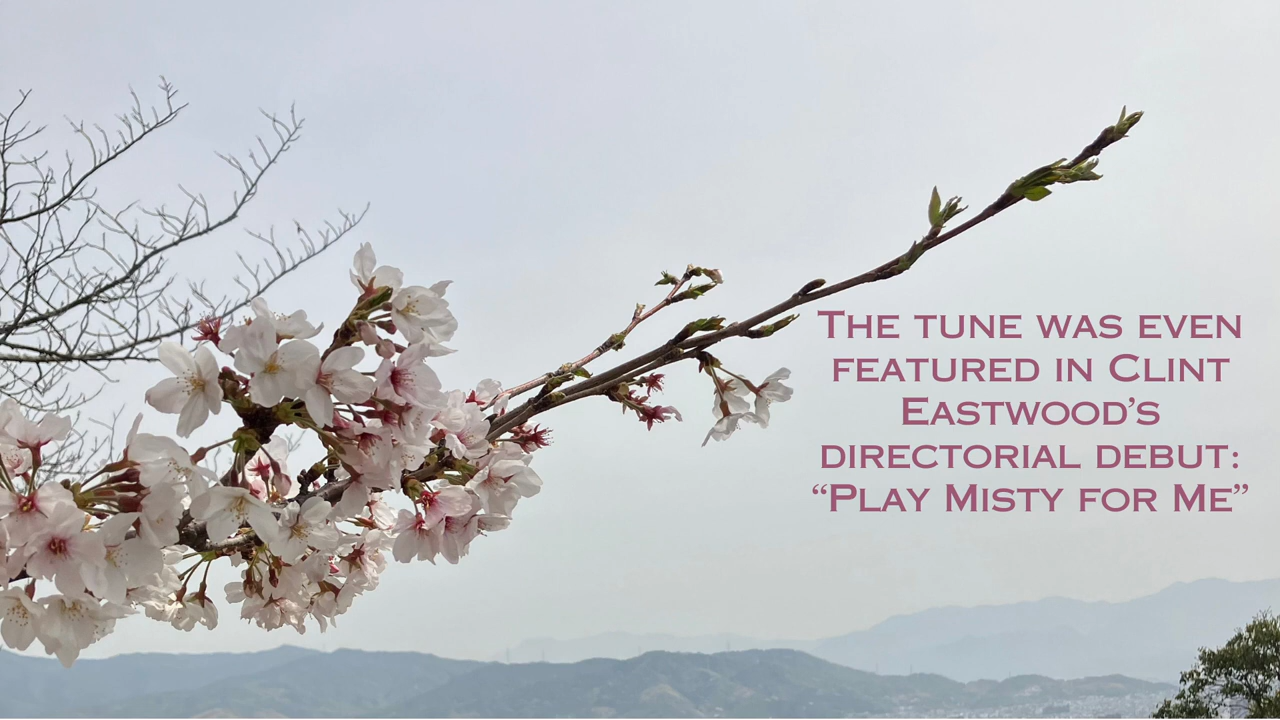 The tune was even
featured in Clint
Eastwood’s
directorial debut:
“Play Misty for Me”